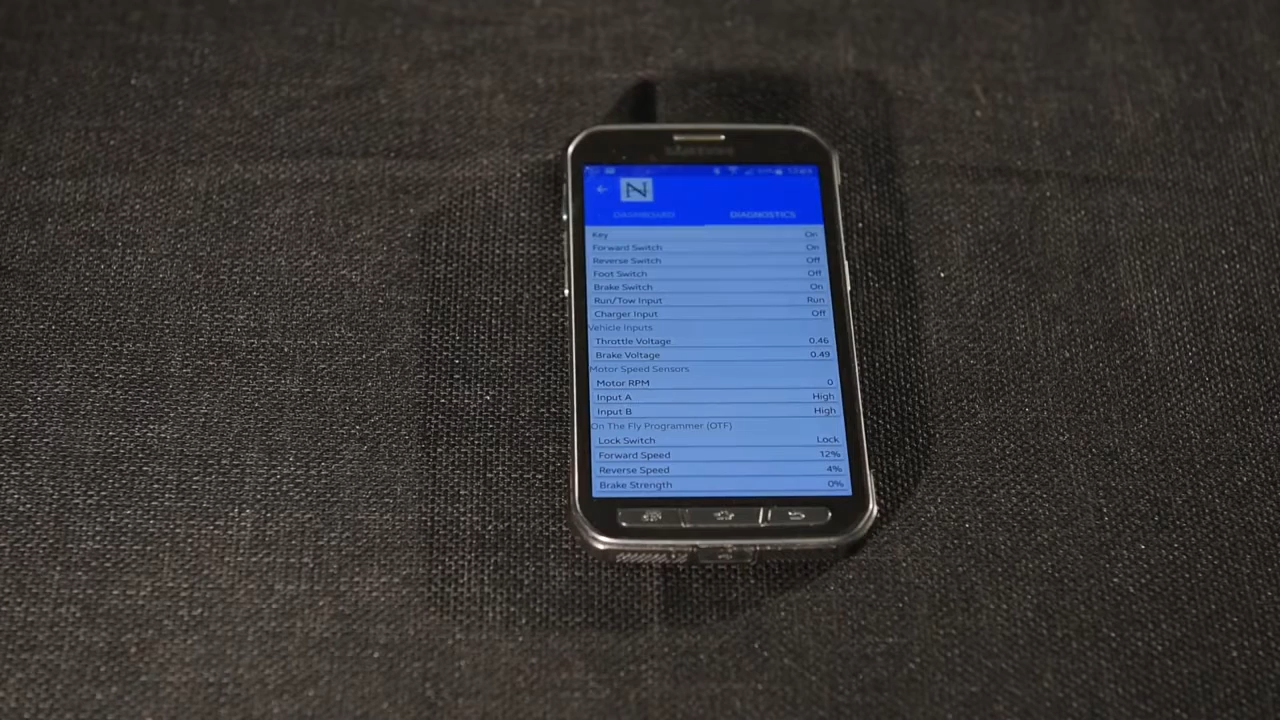 SAMSUNG
N
DASHBOARD DIAGNOSTICS
Key On
Forward Switch On
Reverse Switch Off
Foot Switch Off
Brake Switch On
Run/Tow Input Run
Charger Input Off
Vehicle Inputs
Throttle Voltage 0.46
Brake Voltage 0.49
Motor Speed Sensors
Motor RPM 0
Input A High
Input B High
On The Fly Programmer (OTF)
Lock Switch Lock
Forward Speed 12%
Reverse Speed 4%
Brake Strength 0%